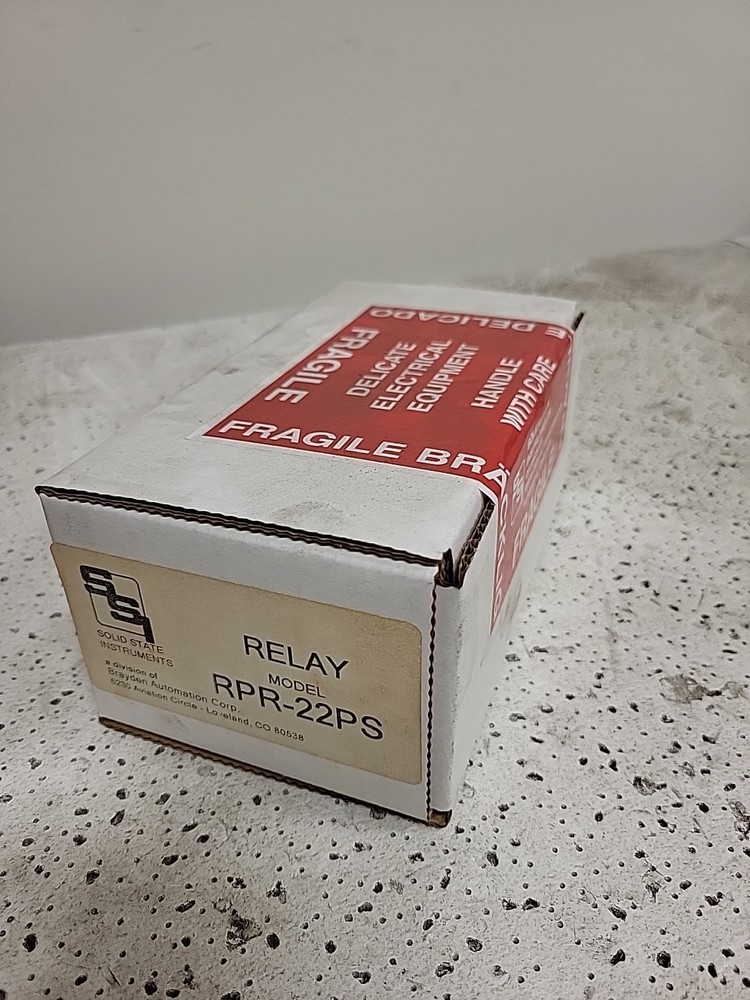 E DELICADO
FRAGILE
DELICATE
ELECTRICAL
EQUIPMENT
HANDLE
WITH CARE
FRAGILE BRÄ
SSI
SOLID STATE
INSTRUMENTS
a division of
Brayden Automation Corp.
6230 Aviation Circle - Loveland, CO 80538
RELAY
MODEL
RPR-22PS